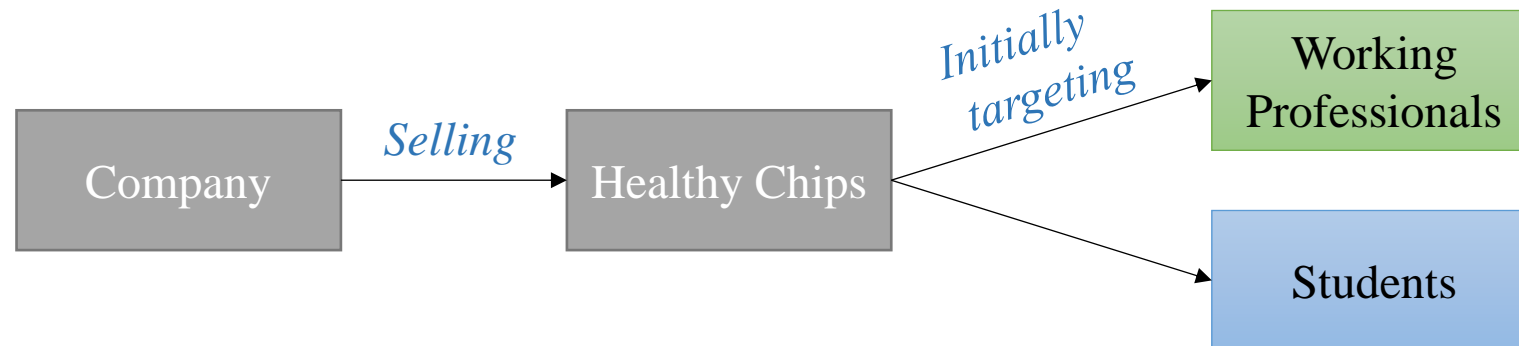 Company
Selling
Healthy Chips
Initially
targeting
Working
Professionals
Students